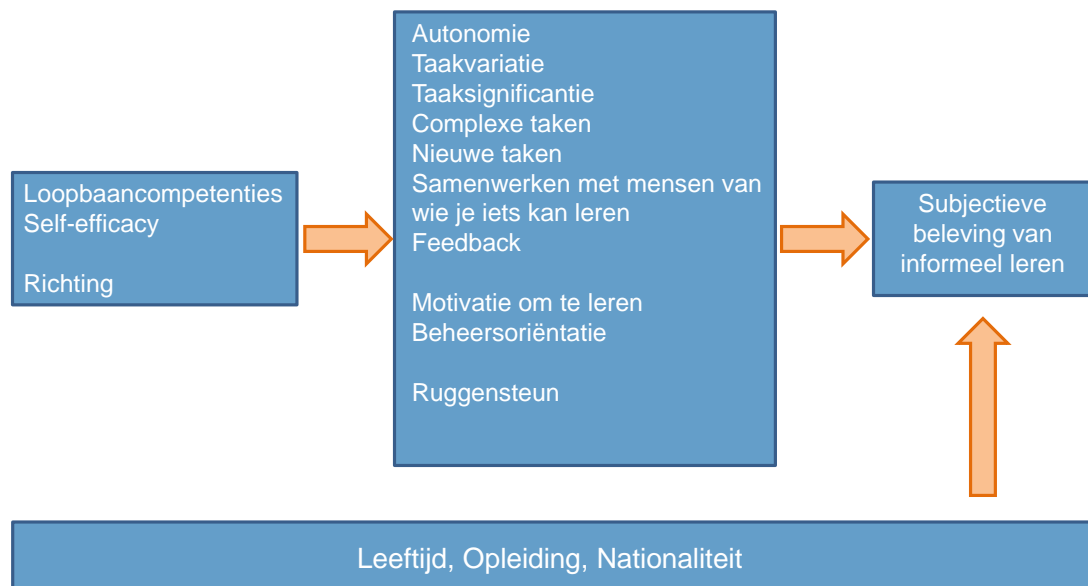 Autonomie
Taakvariatie
Taaksignificantie
Complexe taken
Nieuwe taken
Samenwerken met mensen van
wie je iets kan leren
Feedback
Motivatie om te leren
Beheersoriëntatie
Ruggensteun
Loopbaancompetenties
Self-efficacy
Richting
Subjectieve
beleving van
informeel leren
Leeftijd, Opleiding, Nationaliteit